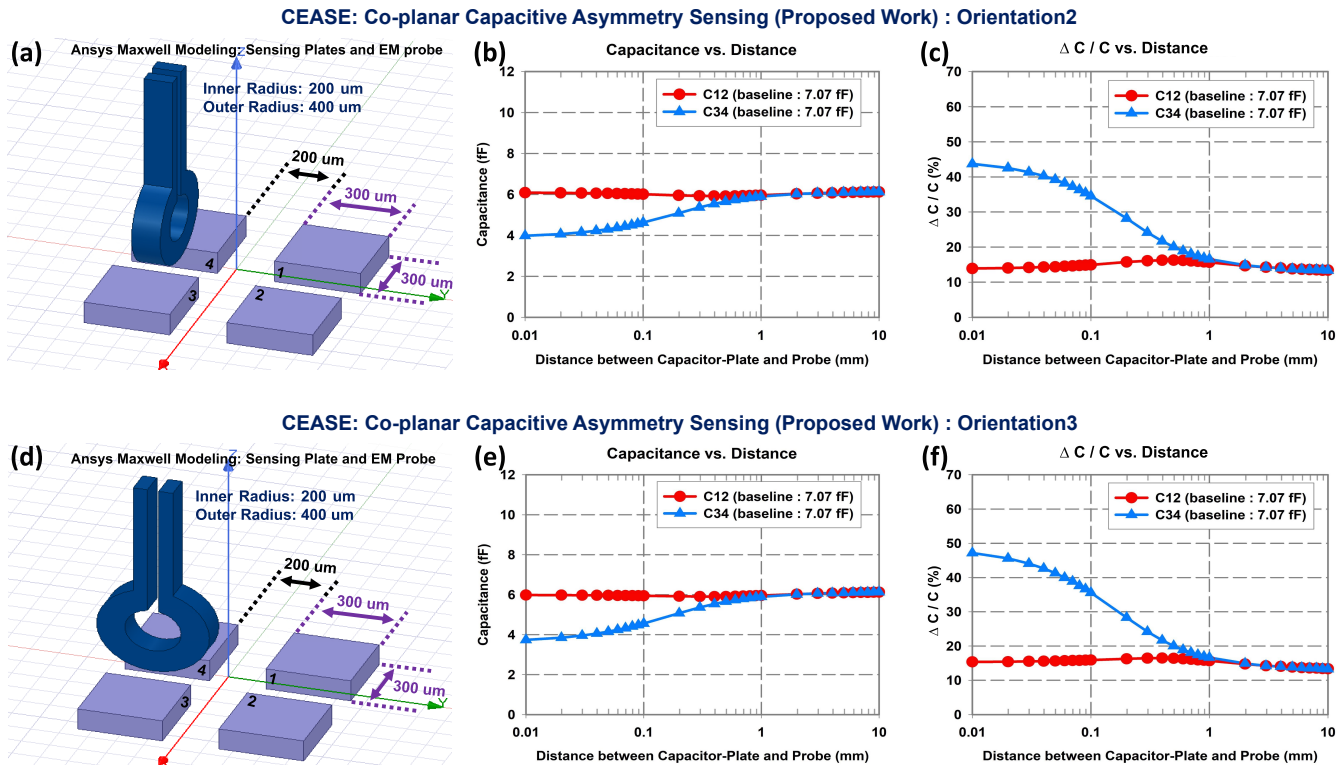 CEASE: Co-planar Capacitive Asymmetry Sensing (Proposed Work) : Orientation2
(a)
Ansys Maxwell Modeling: Sensing Plates and EM probe
Z
Inner Radius: 200 um
Outer Radius: 400 um
200 um
300 um
300 um
4
1
3
2
Y
X
(b)
Capacitance vs. Distance
C12 (baseline : 7.07 fF)
C34 (baseline : 7.07 fF)
Capacitance (fF)
12
10
8
6
4
2
0
0.01
0.1
1
10
Distance between Capacitor-Plate and Probe (mm)
(c)
Δ C / C vs. Distance
C12 (baseline : 7.07 fF)
C34 (baseline : 7.07 fF)
Δ C / C (%)
70
60
50
40
30
20
10
0
0.01
0.1
1
10
Distance between Capacitor-Plate and Probe (mm)
CEASE: Co-planar Capacitive Asymmetry Sensing (Proposed Work) : Orientation3
(d)
Ansys Maxwell Modeling: Sensing Plate and EM Probe
Z
Inner Radius: 200 um
Outer Radius: 400 um
200 um
300 um
300 um
4
1
3
2
Y
X
(e)
Capacitance vs. Distance
C12 (baseline : 7.07 fF)
C34 (baseline : 7.07 fF)
Capacitance (fF)
12
10
8
6
4
2
0
0.01
0.1
1
10
Distance between Capacitor-Plate and Probe (mm)
(f)
Δ C / C vs. Distance
C12 (baseline : 7.07 fF)
C34 (baseline : 7.07 fF)
Δ C / C (%)
70
60
50
40
30
20
10
0
0.01
0.1
1
10
Distance between Capacitor-Plate and Probe (mm)